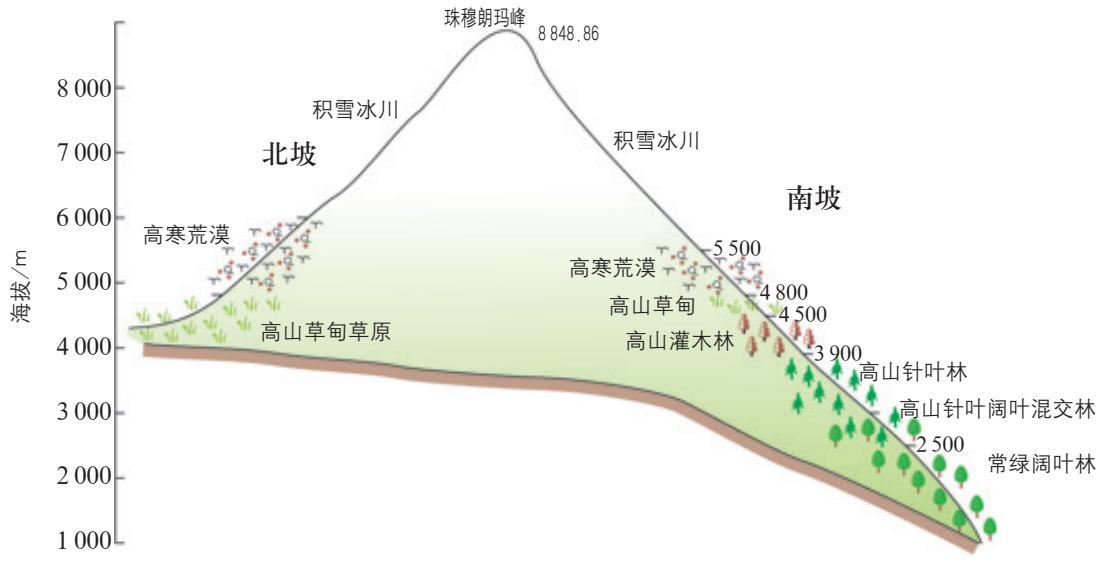 珠穆朗玛峰
8 848.86
8 000
积雪冰川
积雪冰川
7 000
北坡
南坡
6 000
高寒荒漠
5 500
高寒荒漠
5 000
4 800
高山草甸
4 500
海拔/m
高山草甸草原
高山灌木林
4 000
3 900
高山针叶林
3 000
高山针叶阔叶混交林
2 500
常绿阔叶林
2 000
1 000